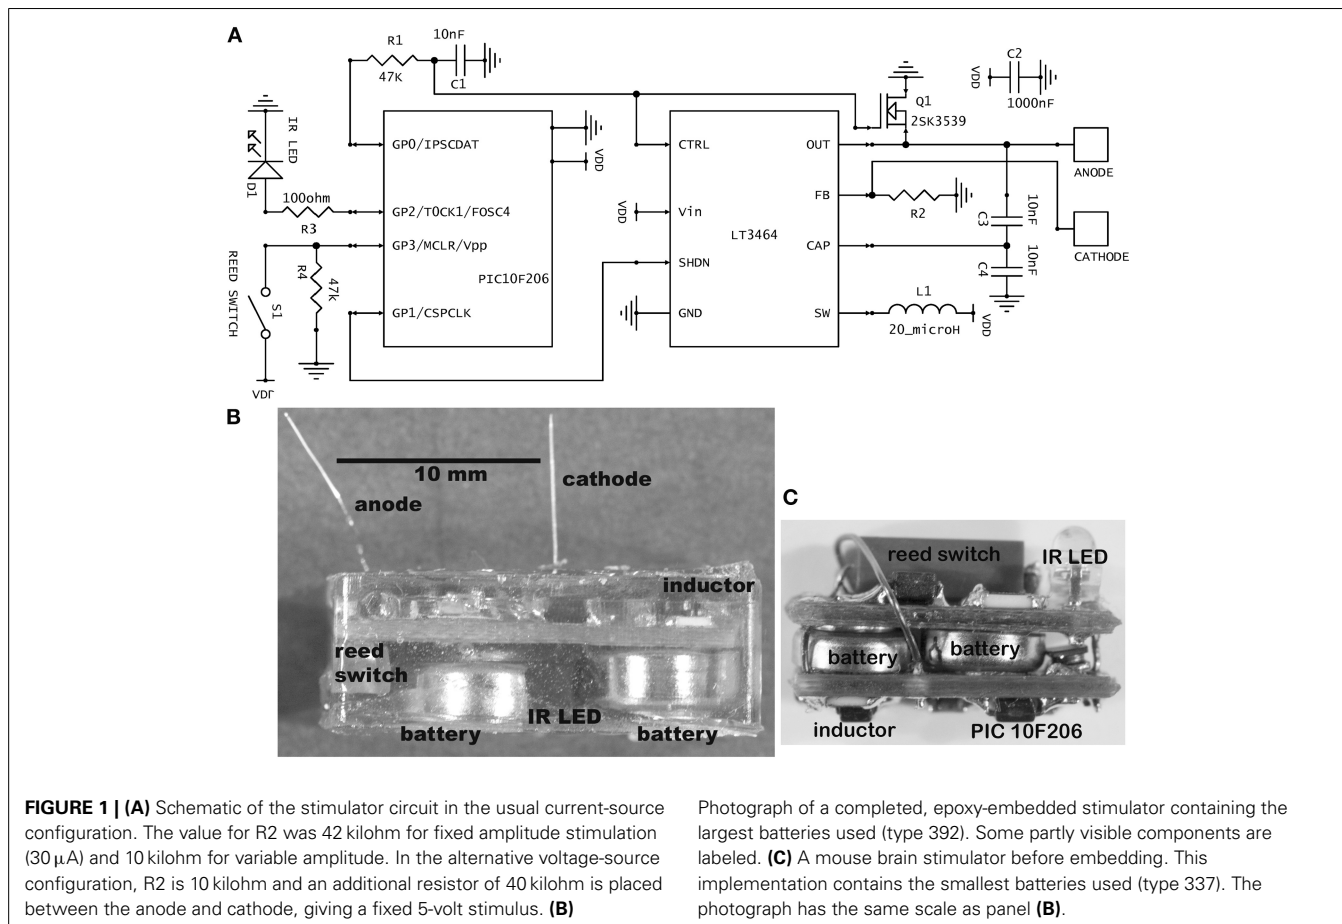 A
R1
47K
10nF
C1
IR LED
D1
100ohm
R3
REED SWITCH
S1
R4
47k
VDD
GP0/IPSCDAT
GP2/T0CK1/FOSC4
GP3/MCLR/Vpp
PIC10F206
GP1/CSPCLK
VDD
VDD
CTRL
Vin
LT3464
SHDN
GND
OUT
FB
CAP
SW
Q1
2SK3539
VDD
C2
1000nF
ANODE
R2
10nF
C3
CATHODE
10nF
C4
L1
20_microH
VDD
B
10 mm
anode
cathode
inductor
reed
switch
IR LED
battery
battery
C
reed switch
IR LED
battery
battery
inductor
PIC 10F206
FIGURE 1 | (A) Schematic of the stimulator circuit in the usual current-source
configuration. The value for R2 was 42 kilohm for fixed amplitude stimulation
(30 μA) and 10 kilohm for variable amplitude. In the alternative voltage-source
configuration, R2 is 10 kilohm and an additional resistor of 40 kilohm is placed
between the anode and cathode, giving a fixed 5-volt stimulus. (B)
Photograph of a completed, epoxy-embedded stimulator containing the
largest batteries used (type 392). Some partly visible components are
labeled. (C) A mouse brain stimulator before embedding. This
implementation contains the smallest batteries used (type 337). The
photograph has the same scale as panel (B).